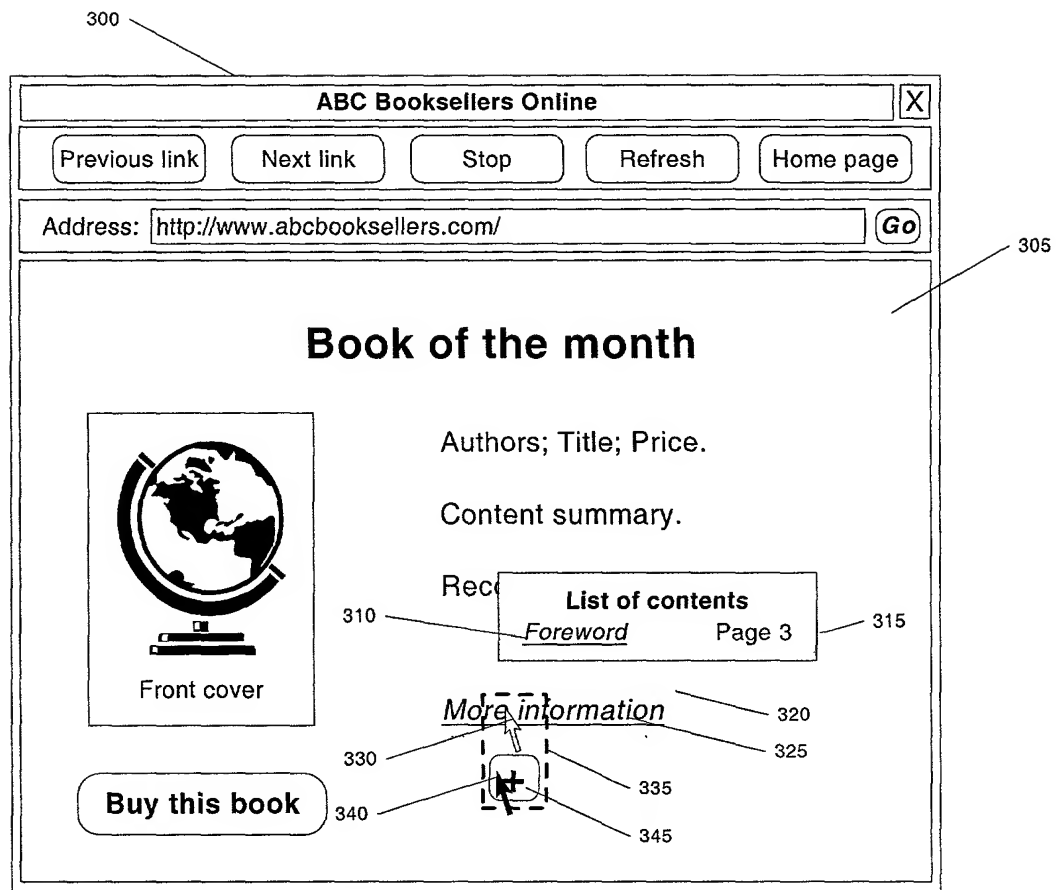 300
ABC Booksellers Online X
Previous link Next link Stop Refresh Home page
Address: http://www.abcbooksellers.com/ Go
305
Book of the month
Authors; Title; Price.
Content summary.
Rec
List of contents
310 Foreword Page 3 315
Front cover
More information 320
325
330
335
Buy this book 340 +
345